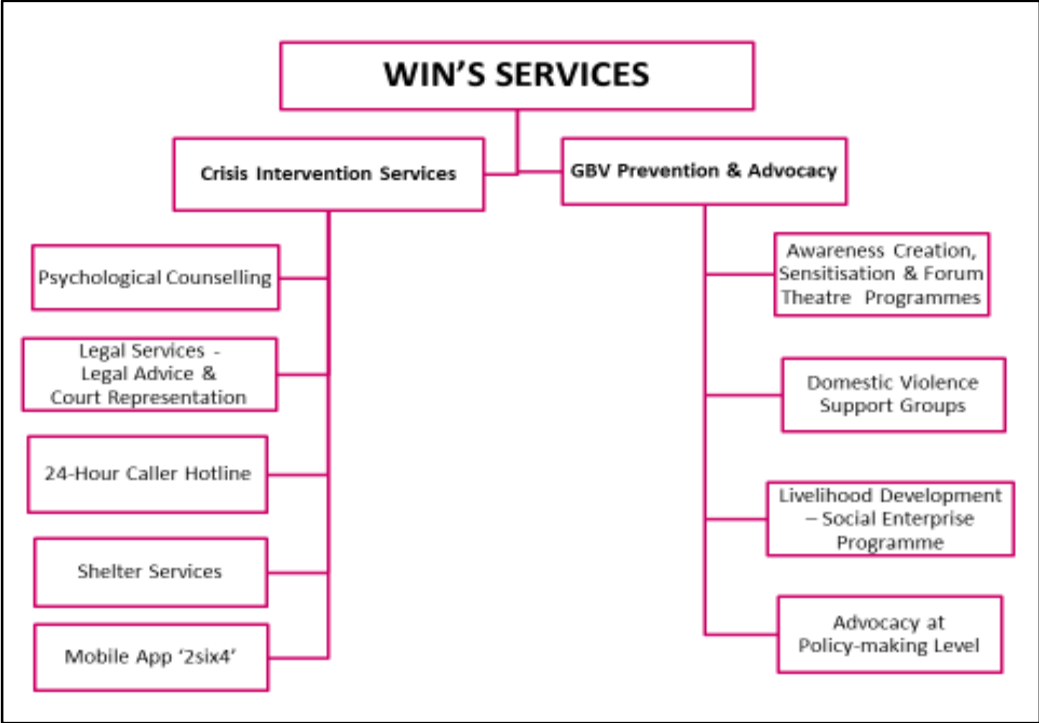 WIN’S SERVICES
Crisis Intervention Services
GBV Prevention & Advocacy
Psychological Counselling
Legal Services -
Legal Advice &
Court Representation
24-Hour Caller Hotline
Shelter Services
Mobile App ‘2six4’
Awareness Creation,
Sensitisation & Forum
Theatre Programmes
Domestic Violence
Support Groups
Livelihood Development
– Social Enterprise
Programme
Advocacy at
Policy-making Level